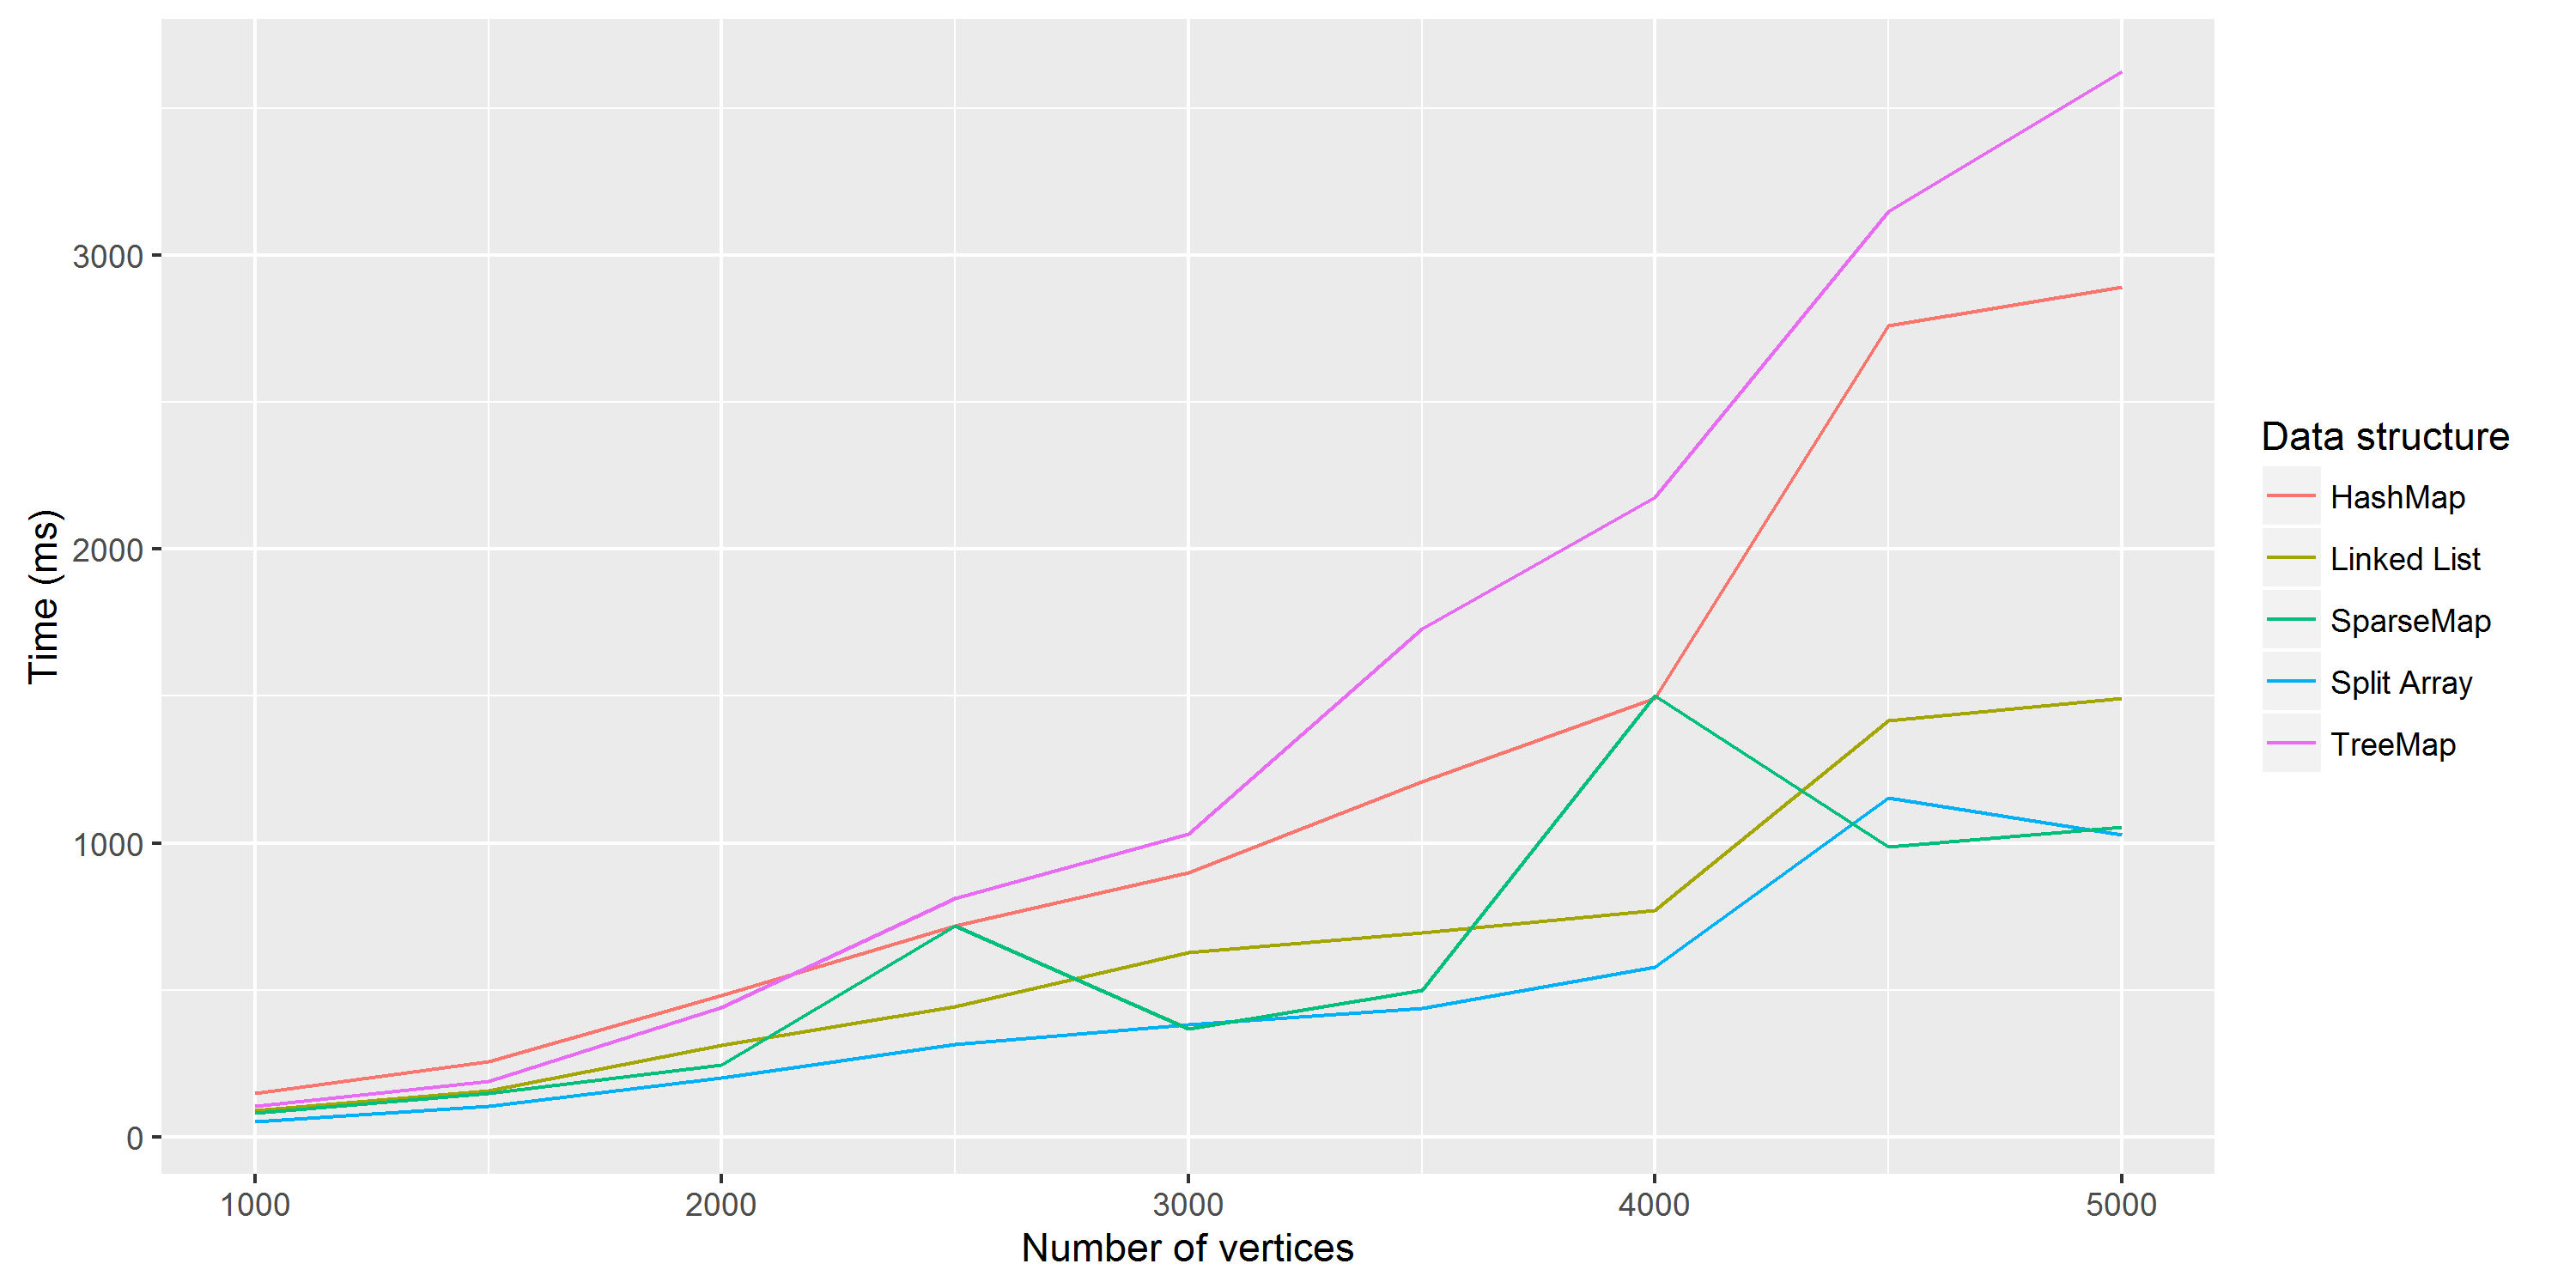 3000
2000
1000
0
Time (ms)
1000 2000 3000 4000 5000
Number of vertices
Data structure
HashMap
Linked List
SparseMap
Split Array
TreeMap